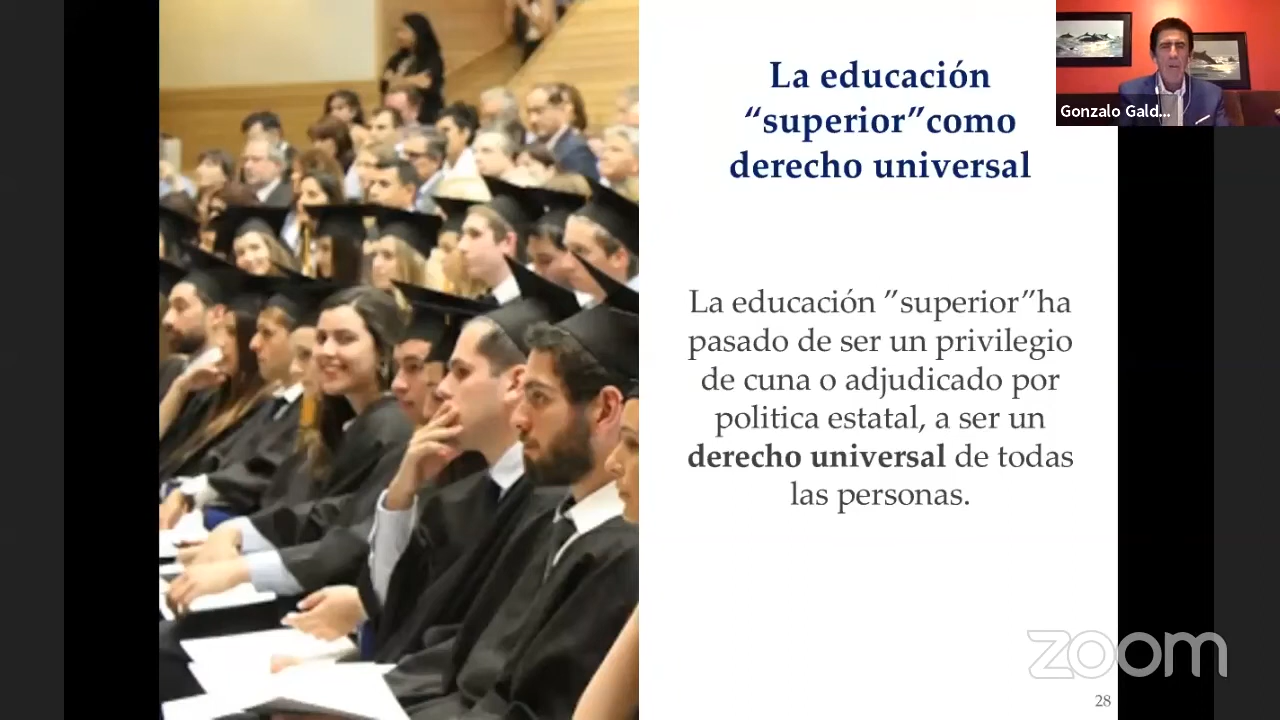 La educación
“superior”como
derecho universal
La educación ”superior”ha
pasado de ser un privilegio
de cuna o adjudicado por
politica estatal, a ser un
derecho universal de todas
las personas.
28
Gonzalo Gald...
zoom